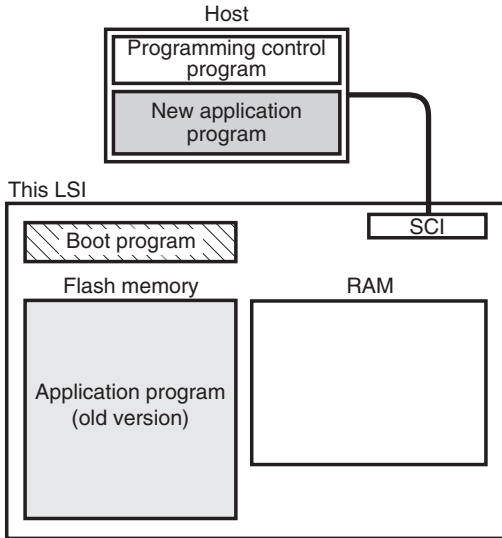 Host
Programming control
program
New application
program
This LSI
SCI
Boot program
Flash memory
RAM
Application program
(old version)